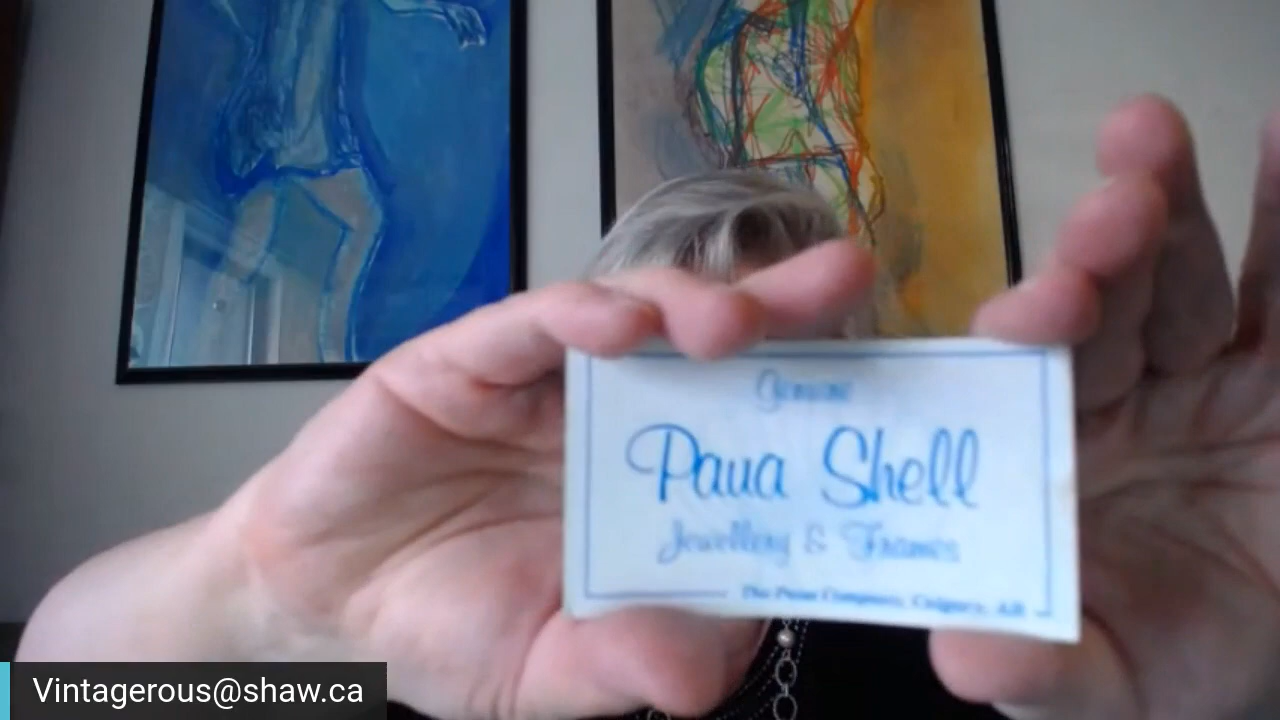 Genuine
Paua Shell
Jewellery & Frames
The Paua Company, Calgary, AB
Vintagerous@shaw.ca